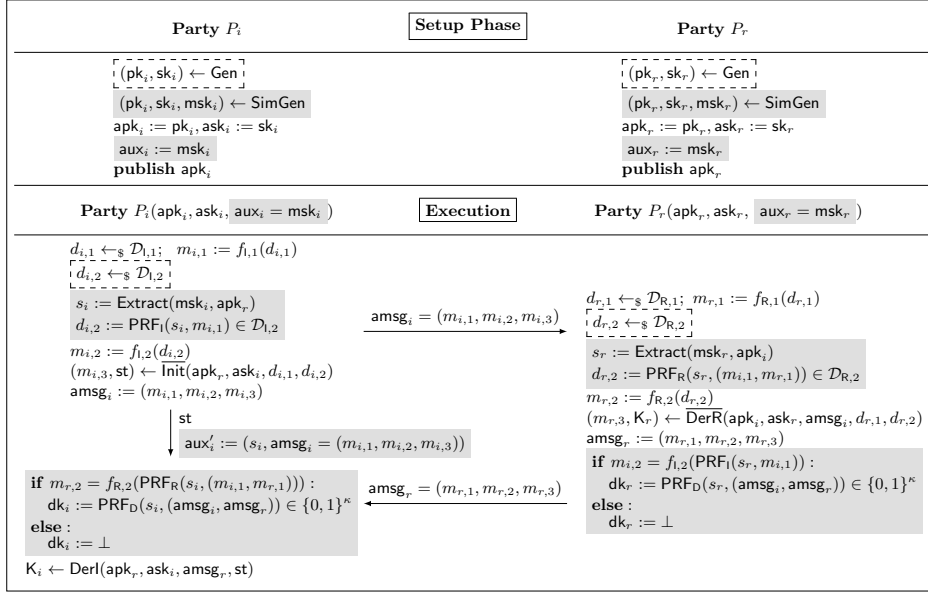 Party P_i Setup Phase Party P_r
(pk_i, sk_i) ← Gen (pk_r, sk_r) ← Gen
(pk_i, sk_i, msk_i) ← SimGen (pk_r, sk_r, msk_r) ← SimGen
apk_i := pk_i, ask_i := sk_i apk_r := pk_r, ask_r := sk_r
aux_i := msk_i aux_r := msk_r
publish apk_i publish apk_r
Party P_i(apk_i, ask_i, aux_i = msk_i) Execution Party P_r(apk_r, ask_r, aux_r = msk_r)
d_{i,1} ←_$ D_{I,1}; m_{i,1} := f_{I,1}(d_{i,1})
d_{i,2} ←_$ D_{I,2}
s_i := Extract(msk_i, apk_r)
d_{i,2} := PRF_I(s_i, m_{i,1}) ∈ D_{I,2}
m_{i,2} := f_{I,2}(d_{i,2})
(m_{i,3}, st) ← \overline{Init}(apk_r, ask_i, d_{i,1}, d_{i,2})
amsg_i := (m_{i,1}, m_{i,2}, m_{i,3})
amsg_i = (m_{i,1}, m_{i,2}, m_{i,3})
d_{r,1} ←_$ D_{R,1}; m_{r,1} := f_{R,1}(d_{r,1})
d_{r,2} ←_$ D_{R,2}
s_r := Extract(msk_r, apk_i)
d_{r,2} := PRF_R(s_r, (m_{i,1}, m_{r,1})) ∈ D_{R,2}
m_{r,2} := f_{R,2}(d_{r,2})
(m_{r,3}, K_r) ← \overline{DerR}(apk_i, ask_r, amsg_i, d_{r,1}, d_{r,2})
amsg_r := (m_{r,1}, m_{r,2}, m_{r,3})
if m_{i,2} = f_{I,2}(PRF_I(s_r, m_{i,1})) :
dk_r := PRF_D(s_r, (amsg_i, amsg_r)) ∈ {0, 1}^κ
else :
dk_r := ⊥
st
aux'_i := (s_i, amsg_i = (m_{i,1}, m_{i,2}, m_{i,3}))
amsg_r = (m_{r,1}, m_{r,2}, m_{r,3})
if m_{r,2} = f_{R,2}(PRF_R(s_i, (m_{i,1}, m_{r,1}))) :
dk_i := PRF_D(s_i, (amsg_i, amsg_r)) ∈ {0, 1}^κ
else :
dk_i := ⊥
K_i ← DerI(apk_r, ask_i, amsg_r, st)